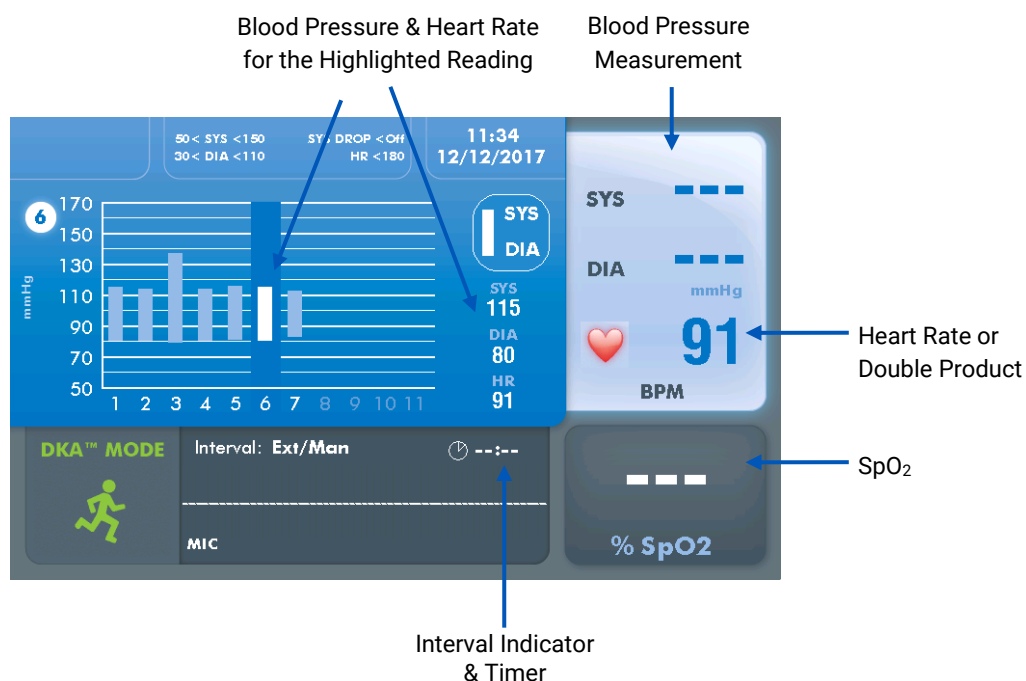 Blood Pressure & Heart Rate
for the Highlighted Reading
Blood Pressure
Measurement
50< SYS <150
SYS DROP <Off
30< DIA <110
HR <180
11:34
12/12/2017
6
170
150
130
110
90
70
50
mmHg
1 2 3 4 5 6 7 8 9 10 11
SYS
DIA
SYS
115
DIA
80
HR
91
SYS
---
DIA
---
mmHg
91
BPM
Heart Rate or
Double Product
DKA™ MODE
Interval: Ext/Man
--:--
MIC
---
% SpO2
SpO₂
Interval Indicator
& Timer